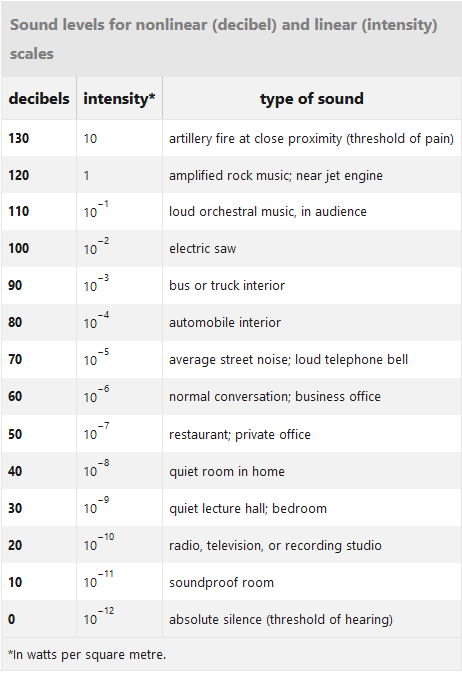 Sound levels for nonlinear (decibel) and linear (intensity)
scales
decibels intensity* type of sound
130 10 artillery fire at close proximity (threshold of pain)
120 1 amplified rock music; near jet engine
110 10⁻¹ loud orchestral music, in audience
100 10⁻² electric saw
90 10⁻³ bus or truck interior
80 10⁻⁴ automobile interior
70 10⁻⁵ average street noise; loud telephone bell
60 10⁻⁶ normal conversation; business office
50 10⁻⁷ restaurant; private office
40 10⁻⁸ quiet room in home
30 10⁻⁹ quiet lecture hall; bedroom
20 10⁻¹⁰ radio, television, or recording studio
10 10⁻¹¹ soundproof room
0 10⁻¹² absolute silence (threshold of hearing)
*In watts per square metre.